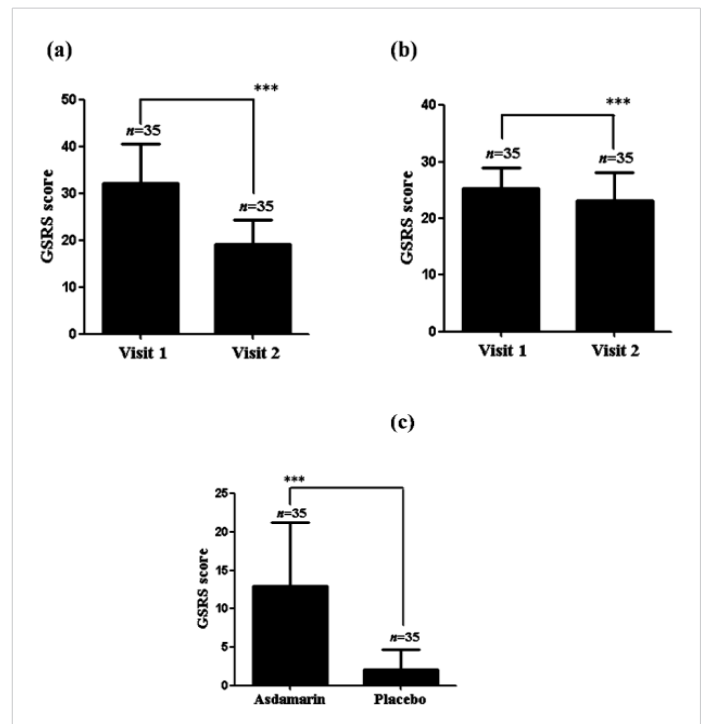 (a)
***
50
n=35
40
30
n=35
20
10
0
GSRS score
Visit 1 Visit 2
(b)
***
40
n=35 n=35
30
20
10
0
GSRS score
Visit 1 Visit 2
(c)
***
25
n=35
20
15
10
n=35
5
0
GSRS score
Asdamarin Placebo